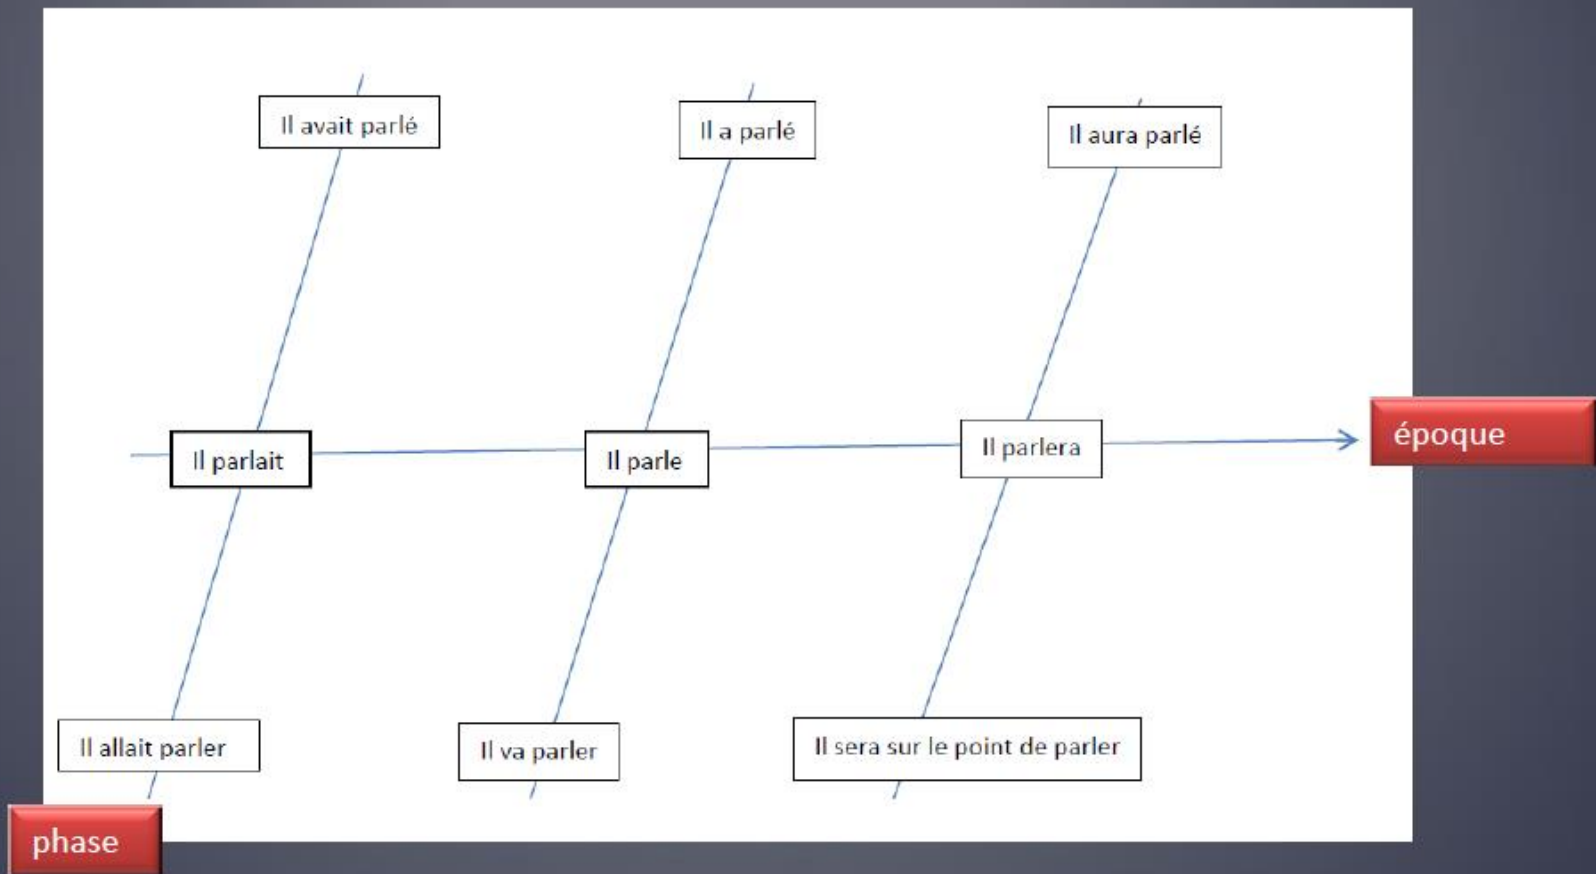 Il avait parlé
Il a parlé
Il aura parlé
Il parlait
Il parle
Il parlera
époque
Il allait parler
Il va parler
Il sera sur le point de parler
phase